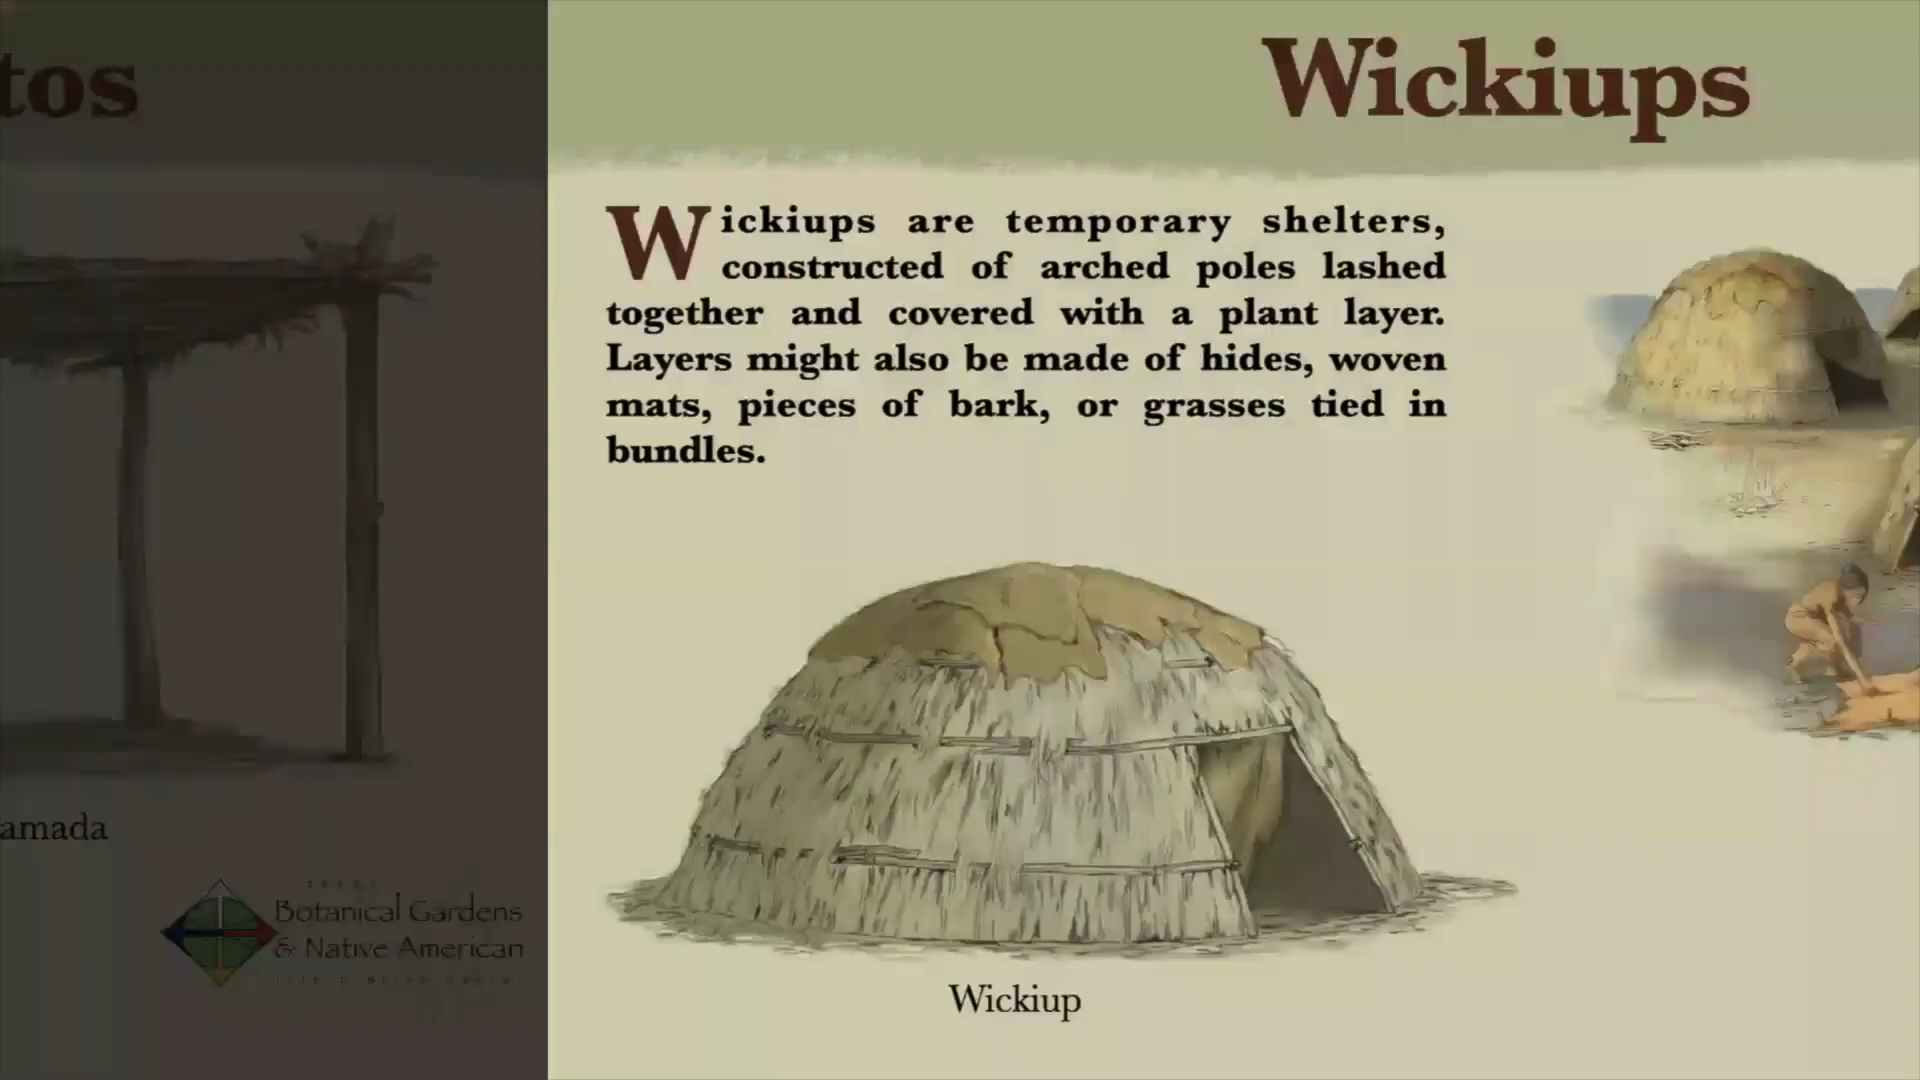 tos
amada
Botanical Gardens
& Native American
Wickiups
Wickiups are temporary shelters,
constructed of arched poles lashed
together and covered with a plant layer.
Layers might also be made of hides, woven
mats, pieces of bark, or grasses tied in
bundles.
Wickiup